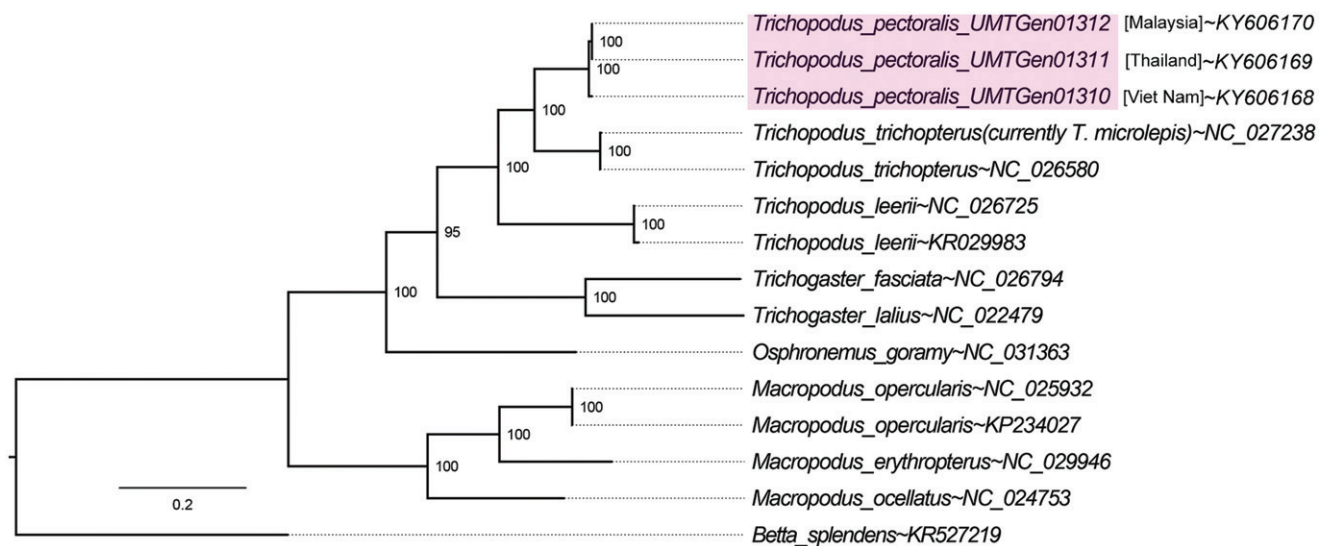 Trichopodus_pectoralis_UMTGen01312 [Malaysia]~KY606170
100
Trichopodus_pectoralis_UMTGen01311 [Thailand]~KY606169
100
Trichopodus_pectoralis_UMTGen01310 [Viet Nam]~KY606168
100
Trichopodus_trichopterus(currently T. microlepis)~NC_027238
100
Trichopodus_trichopterus~NC_026580
100
Trichopodus_leerii~NC_026725
100
Trichopodus_leerii~KR029983
95
Trichogaster_fasciata~NC_026794
100
100
Trichogaster_lalius~NC_022479
Osphronemus_goramy~NC_031363
Macropodus_opercularis~NC_025932
100
Macropodus_opercularis~KP234027
100
Macropodus_erythropterus~NC_029946
100
Macropodus_ocellatus~NC_024753
0.2
Betta_splendens~KR527219